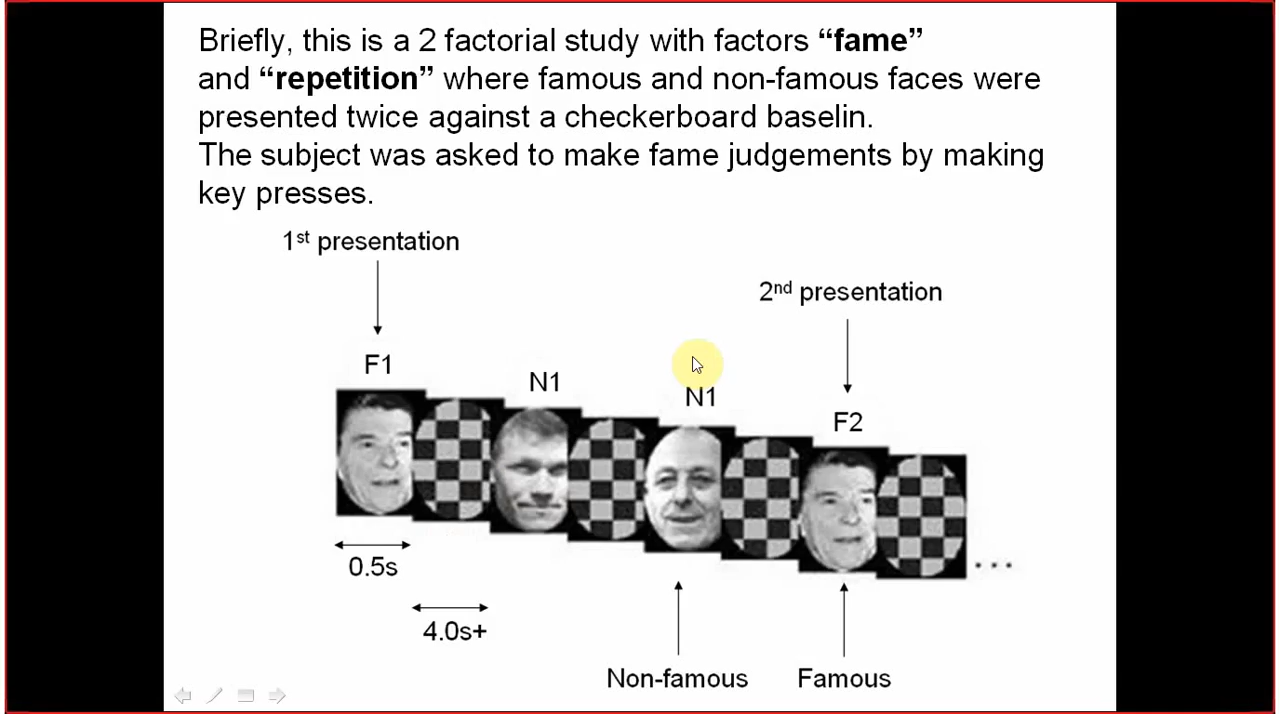 Briefly, this is a 2 factorial study with factors “fame”
and “repetition” where famous and non-famous faces were
presented twice against a checkerboard baselin.
The subject was asked to make fame judgements by making
key presses.
1st presentation
2nd presentation
F1
N1
N1
F2
0.5s
4.0s+
...
Non-famous
Famous